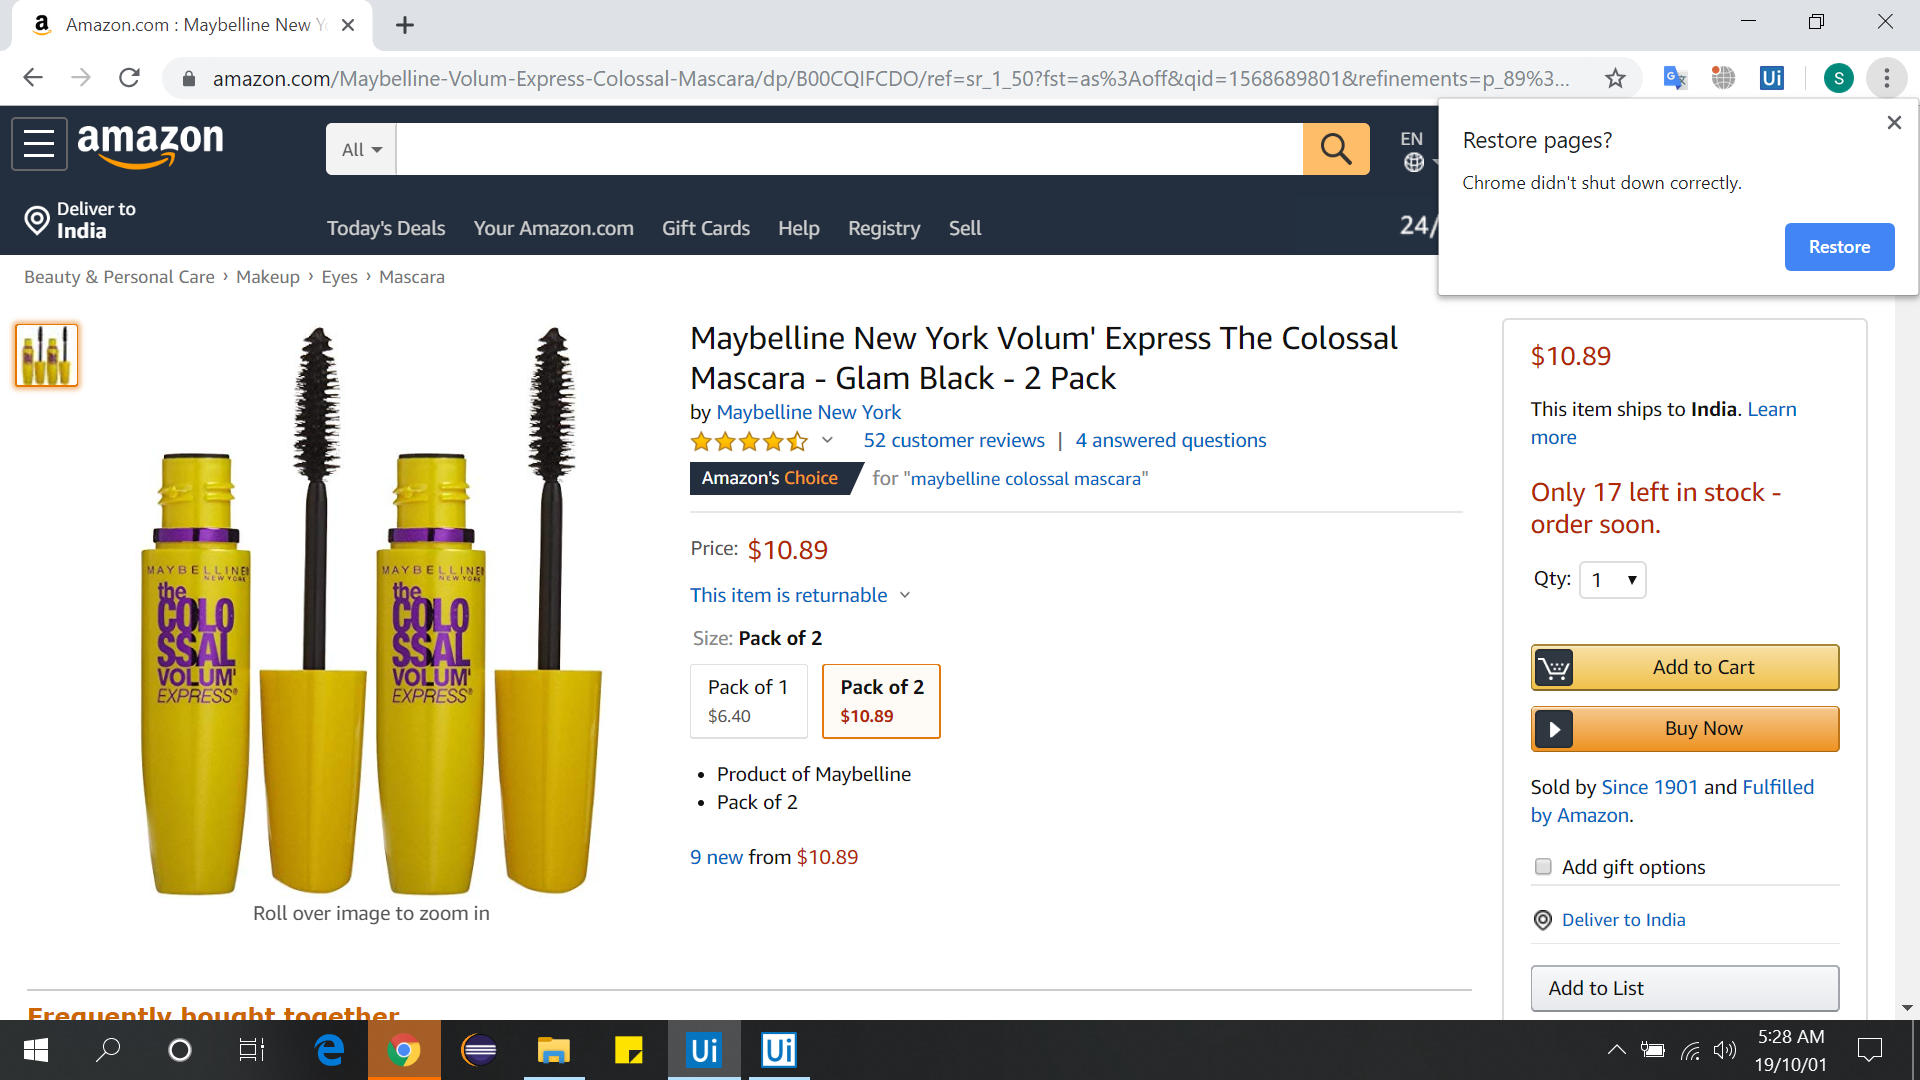 Amazon.com : Maybelline New Y
amazon.com/Maybelline-Volum-Express-Colossal-Mascara/dp/B00CQIFCDO/ref=sr_1_50?fst=as%3Aoff&qid=1568689801&refinements=p_89%3...
Ui
S
Restore pages?
Chrome didn't shut down correctly.
Restore
amazon
All
EN
Deliver to
India
Today's Deals
Your Amazon.com
Gift Cards
Help
Registry
Sell
24/
Beauty & Personal Care › Makeup › Eyes › Mascara
MAYBELLINE
NEW YORK
the
COLO
SSAL
VOLUM'
EXPRESS®
MAYBELLINE
NEW YORK
the
COLO
SSAL
VOLUM'
EXPRESS®
Roll over image to zoom in
Maybelline New York Volum' Express The Colossal
Mascara - Glam Black - 2 Pack
by Maybelline New York
52 customer reviews | 4 answered questions
Amazon's Choice for "maybelline colossal mascara"
Price: $10.89
This item is returnable
Size: Pack of 2
Pack of 1
$6.40
Pack of 2
$10.89
• Product of Maybelline
• Pack of 2
9 new from $10.89
$10.89
This item ships to India. Learn
more
Only 17 left in stock -
order soon.
Qty: 1
Add to Cart
Buy Now
Sold by Since 1901 and Fulfilled
by Amazon.
Add gift options
Deliver to India
Add to List
Frequently bought together
Ui
Ui
5:28 AM
19/10/01